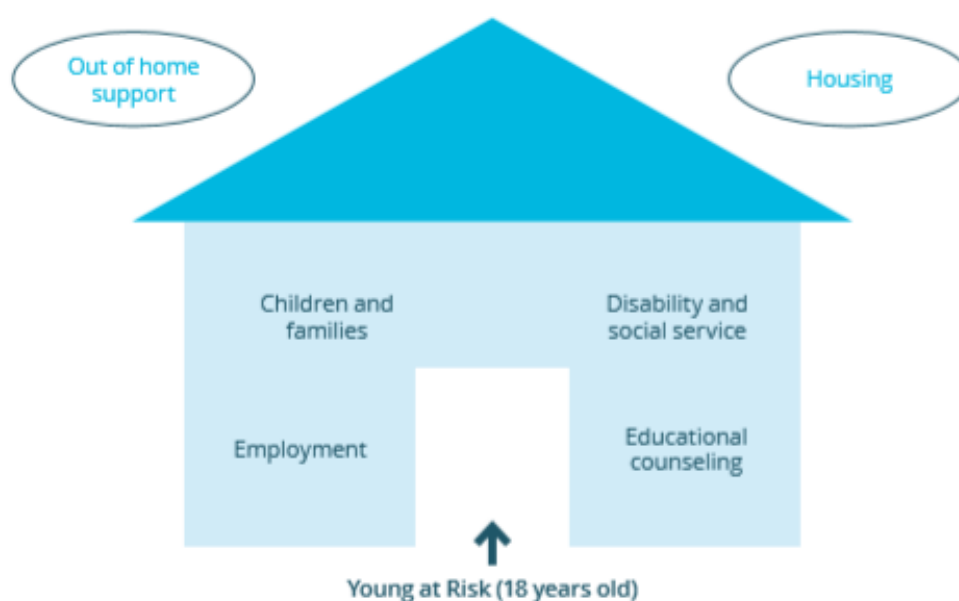 Out of home
support
Housing
Children and
families
Disability and
social service
Employment
Educational
counseling
Young at Risk (18 years old)